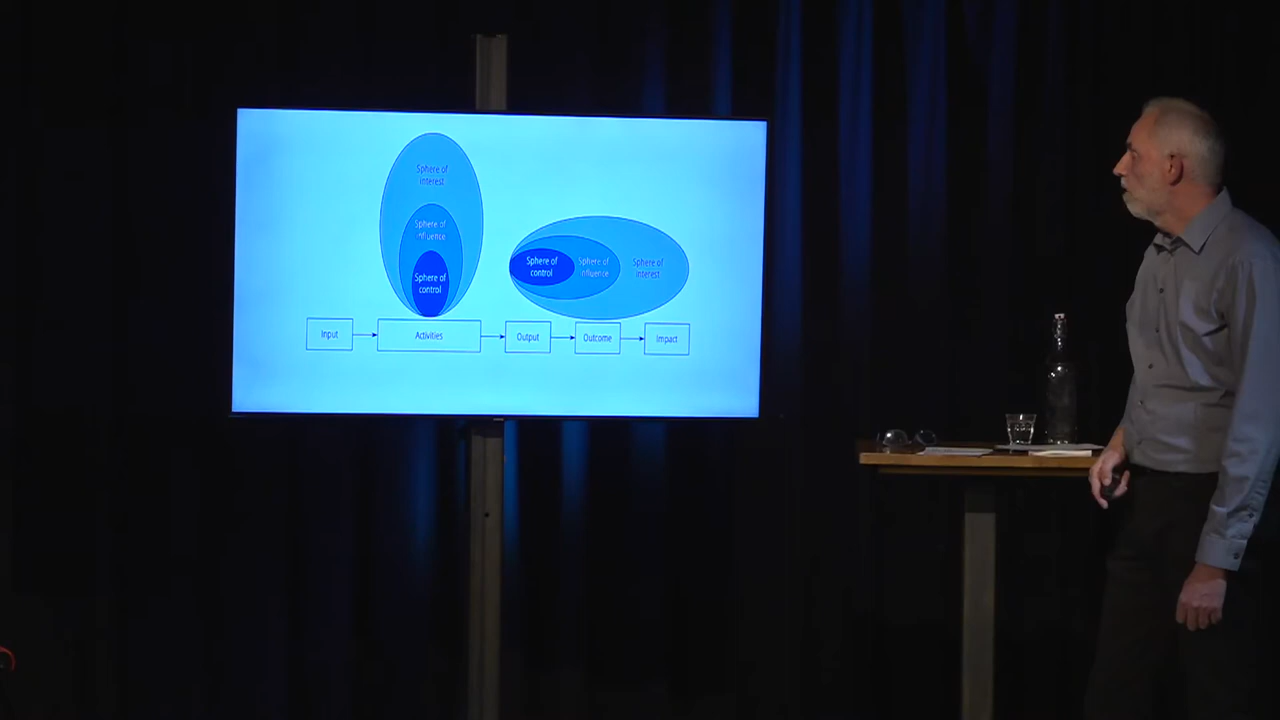 Sphere of
interest
Sphere of
influence
Sphere of
control
Sphere of
control
Sphere of
influence
Sphere of
interest
Input
Activities
Output
Outcome
Impact